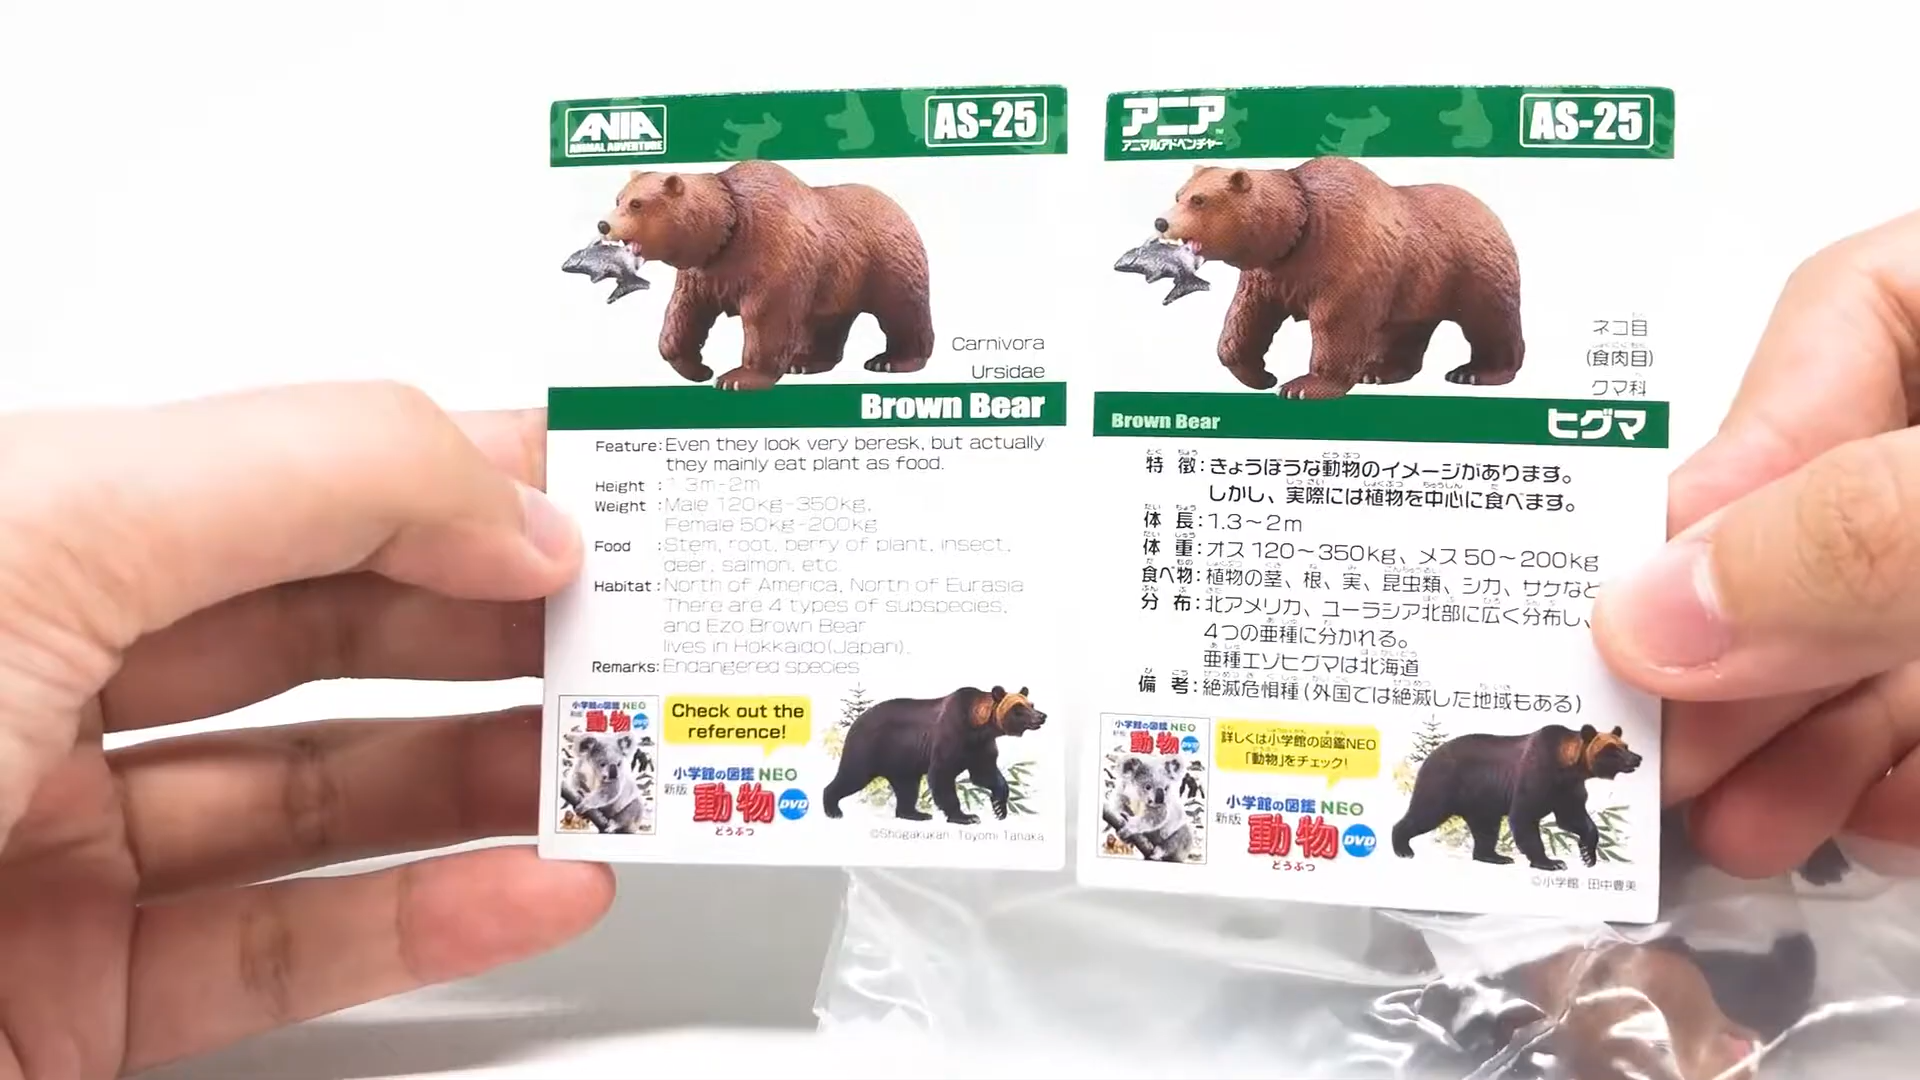 ANIA
ANIMAL ADVENTURE
AS-25
Carnivora
Ursidae
Brown Bear
Feature: Even they look very beresk, but actually
they mainly eat plant as food.
Height : 1.3m-2m
Weight : Male 120kg-350kg,
Female 50kg-200kg
Food : Stem, root, berry of plant, insect,
deer, salmon, etc.
Habitat: North of America, North of Eurasia
There are 4 types of subspecies,
and Ezo Brown Bear
lives in Hokkaido(Japan).
Remarks: Endangered species
小学館の図鑑 NEO
動物
Check out the
reference!
小学館の図鑑 NEO
新版 動物 DVD
どうぶつ
©Shogakukan Toyomi Tanaka
アニア
アニマルアドベンチャー
AS-25
ネコ目
(食肉目)
クマ科
Brown Bear ヒグマ
特徴:きょうぼうな動物のイメージがあります。
しかし、実際には植物を中心に食べます。
体長:1.3～2m
体重:オス120～350kg、メス50～200kg
食べ物:植物の茎、根、実、昆虫類、シカ、サケなど
分布:北アメリカ、ユーラシア北部に広く分布し、
4つの亜種に分かれる。
亜種エゾヒグマは北海道
備考:絶滅危惧種(外国では絶滅した地域もある)
小学館の図鑑 NEO
動物
詳しくは小学館の図鑑NEO
「動物」をチェック!
小学館の図鑑 NEO
新版 動物 DVD
どうぶつ
©小学館 田中豊美